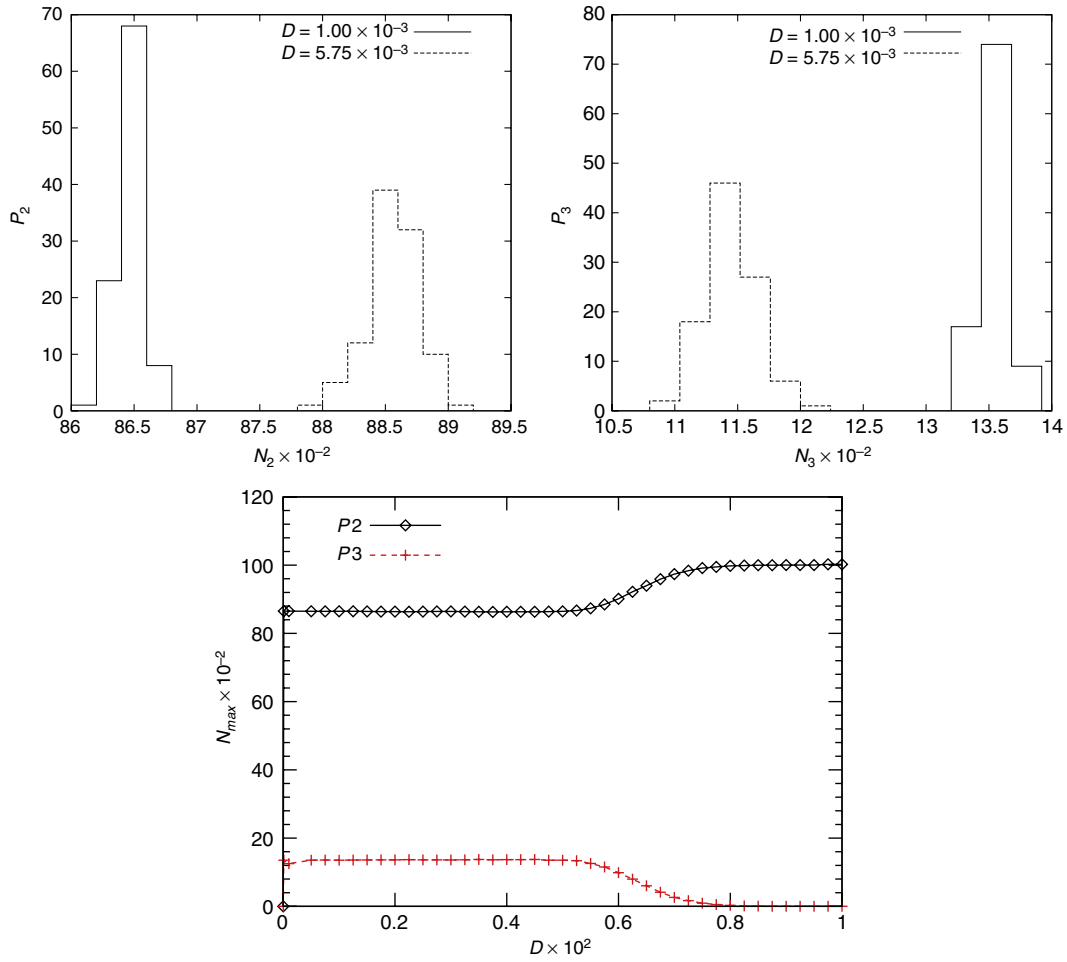 70
60
50
40
30
20
10
0
P₂
D = 1.00 × 10⁻³
D = 5.75 × 10⁻³
86 86.5 87 87.5 88 88.5 89 89.5
N₂ × 10⁻²
80
70
60
50
40
30
20
10
0
P₃
D = 1.00 × 10⁻³
D = 5.75 × 10⁻³
10.5 11 11.5 12 12.5 13 13.5 14
N₃ × 10⁻²
120
100
80
60
40
20
0
N_max × 10⁻²
P2
P3
0 0.2 0.4 0.6 0.8 1
D × 10²